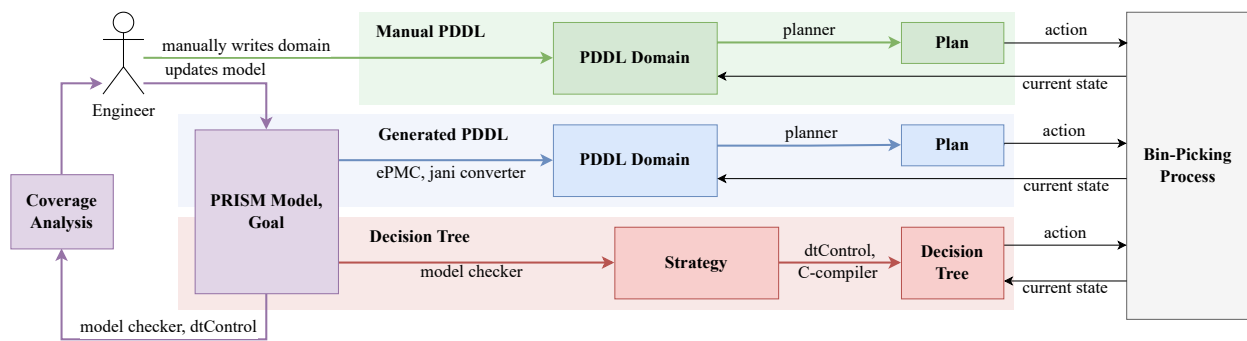 Manual PDDL
manually writes domain
updates model
Engineer
PDDL Domain
planner
Plan
action
current state
Generated PDDL
ePMC, jani converter
PDDL Domain
planner
Plan
action
current state
Bin-Picking
Process
Coverage
Analysis
PRISM Model,
Goal
Decision Tree
model checker
Strategy
dtControl,
C-compiler
Decision
Tree
action
current state
model checker, dtControl